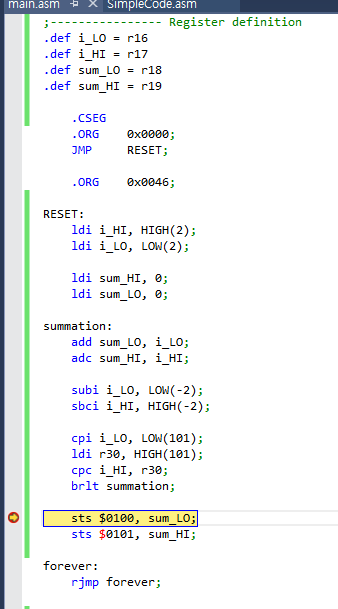 main.asm SimpleCode.asm
;--------------- Register definition
.def i_LO = r16
.def i_HI = r17
.def sum_LO = r18
.def sum_HI = r19
.CSEG
.ORG 0x0000;
JMP RESET;
.ORG 0x0046;
RESET:
ldi i_HI, HIGH(2);
ldi i_LO, LOW(2);
ldi sum_HI, 0;
ldi sum_LO, 0;
summation:
add sum_LO, i_LO;
adc sum_HI, i_HI;
subi i_LO, LOW(-2);
sbci i_HI, HIGH(-2);
cpi i_LO, LOW(101);
ldi r30, HIGH(101);
cpc i_HI, r30;
brlt summation;
sts $0100, sum_LO;
sts $0101, sum_HI;
forever:
rjmp forever;